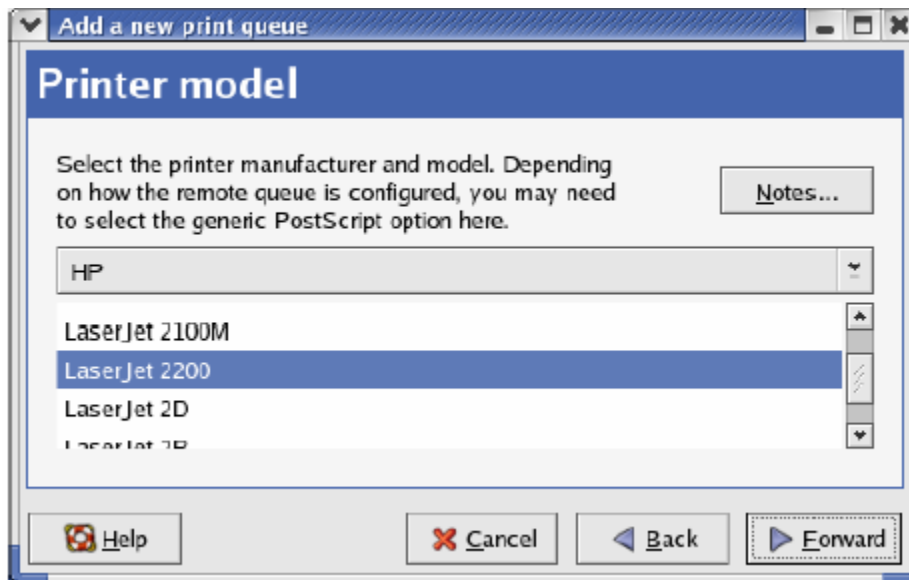 Add a new print queue
Printer model
Select the printer manufacturer and model. Depending
on how the remote queue is configured, you may need
to select the generic PostScript option here.
Notes...
HP
LaserJet 2100M
LaserJet 2200
LaserJet 2D
Help
Cancel
Back
Forward